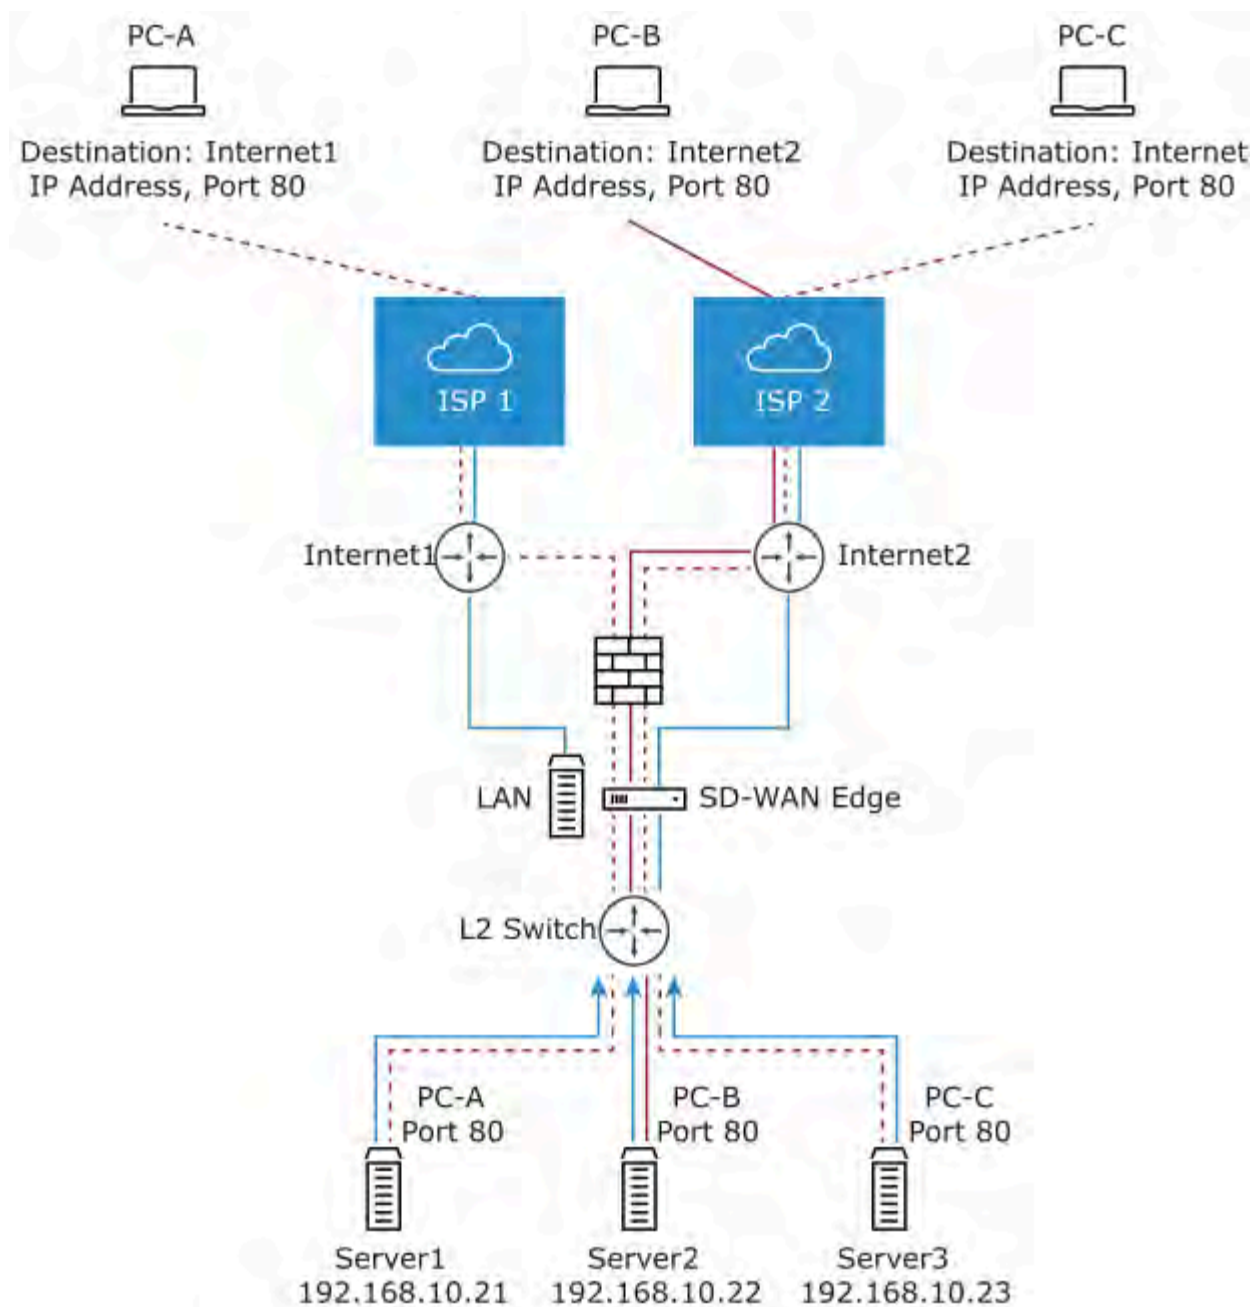 PC-A
PC-B
PC-C
Destination: Internet1
IP Address, Port 80
Destination: Internet2
IP Address, Port 80
Destination: Internet
IP Address, Port 80
ISP 1
ISP 2
Internet1
Internet2
LAN
SD-WAN Edge
L2 Switch
PC-A
Port 80
PC-B
Port 80
PC-C
Port 80
Server1
192.168.10.21
Server2
192.168.10.22
Server3
192.168.10.23